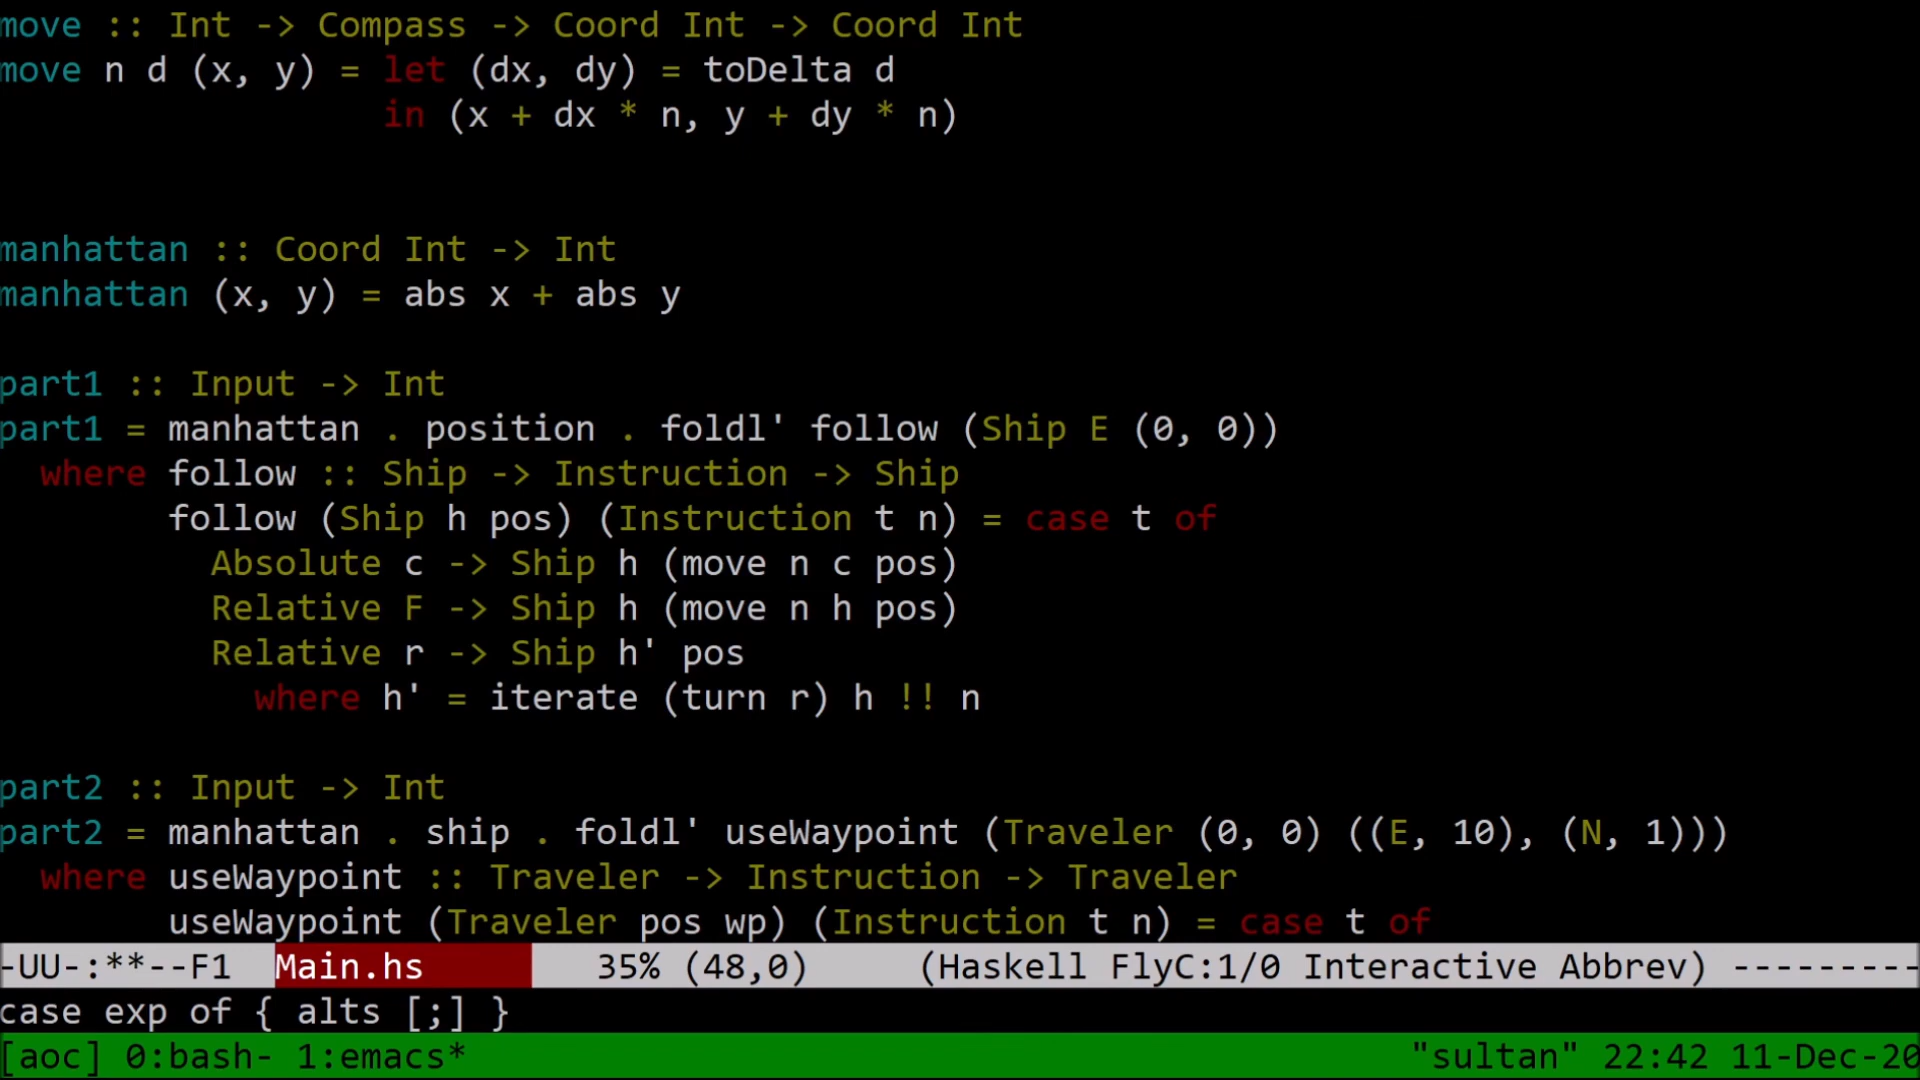 move :: Int -> Compass -> Coord Int -> Coord Int
move n d (x, y) = let (dx, dy) = toDelta d
in (x + dx * n, y + dy * n)
manhattan :: Coord Int -> Int
manhattan (x, y) = abs x + abs y
part1 :: Input -> Int
part1 = manhattan . position . foldl' follow (Ship E (0, 0))
where follow :: Ship -> Instruction -> Ship
follow (Ship h pos) (Instruction t n) = case t of
Absolute c -> Ship h (move n c pos)
Relative F -> Ship h (move n h pos)
Relative r -> Ship h' pos
where h' = iterate (turn r) h !! n
part2 :: Input -> Int
part2 = manhattan . ship . foldl' useWaypoint (Traveler (0, 0) ((E, 10), (N, 1)))
where useWaypoint :: Traveler -> Instruction -> Traveler
useWaypoint (Traveler pos wp) (Instruction t n) = case t of
-UU-:**--F1 Main.hs 35% (48,0) (Haskell FlyC:1/0 Interactive Abbrev) ---------
case exp of { alts [;] }
[aoc] 0:bash- 1:emacs* "sultan" 22:42 11-Dec-20